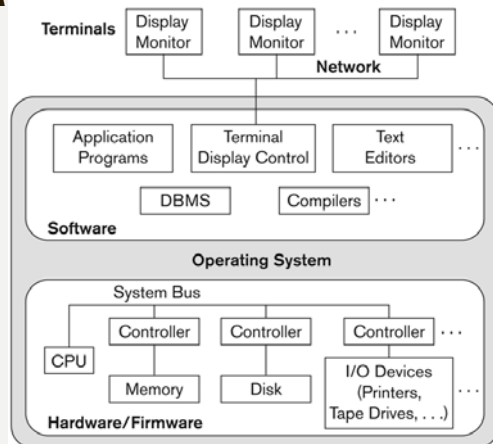 Terminals
Display Monitor
Display Monitor
...
Display Monitor
Network
Application Programs
Terminal Display Control
Text Editors
...
DBMS
Compilers
...
Software
Operating System
System Bus
Controller
Controller
Controller
...
CPU
Memory
Disk
I/O Devices
(Printers,
Tape Drives, . . .)
...
Hardware/Firmware